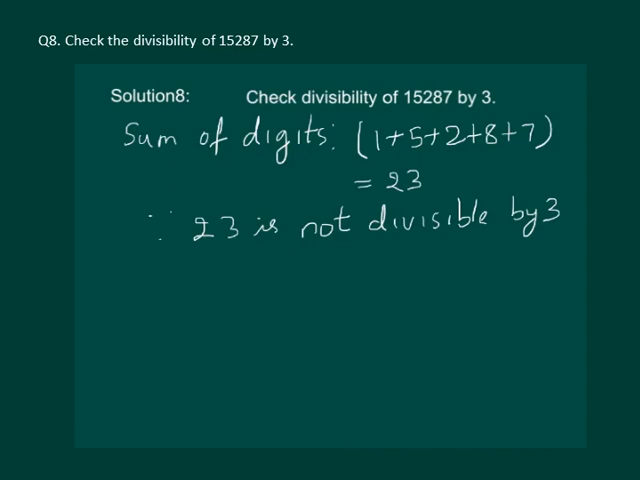 Q8. Check the divisibility of 15287 by 3.
Solution8: Check divisibility of 15287 by 3.
Sum of digits: (1+5+2+8+7)
= 23
∵ 23 is not divisible by 3